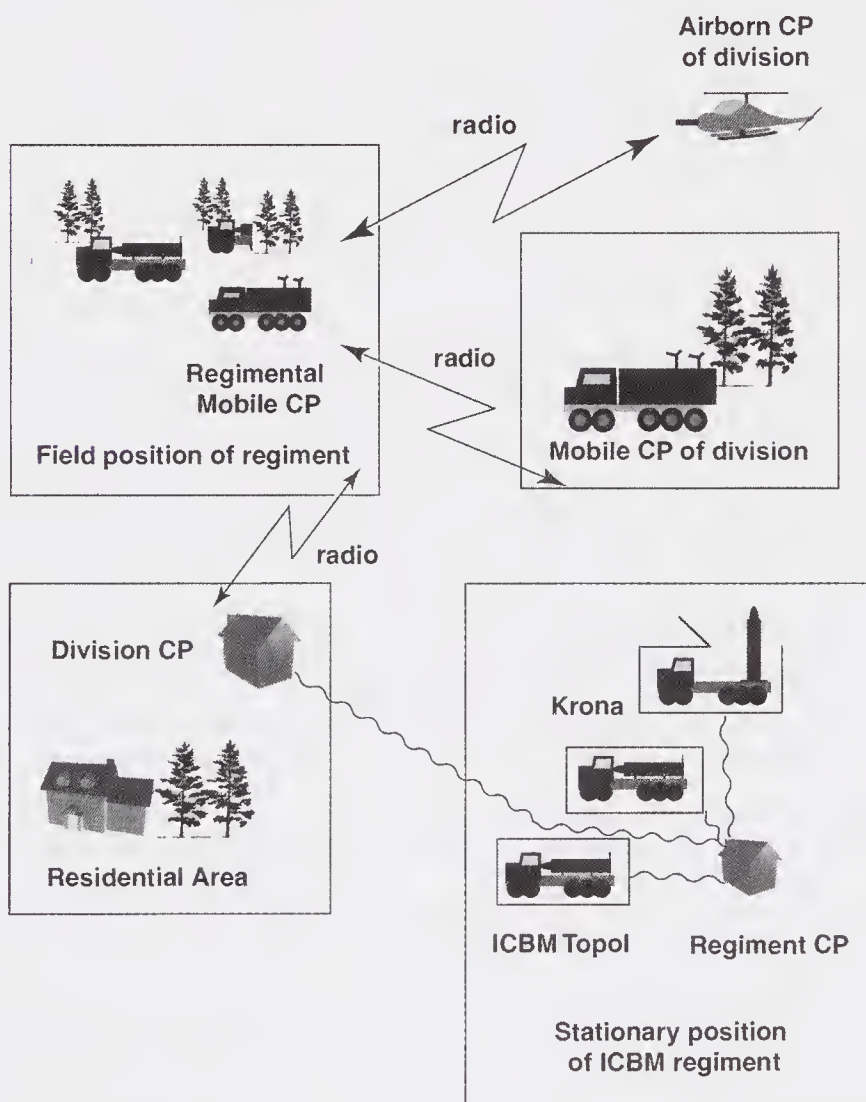 Airborn CP
of division
radio
Regimental
Mobile CP
Field position of regiment
radio
Mobile CP of division
radio
Division CP
Residential Area
Krona
ICBM Topol
Regiment CP
Stationary position
of ICBM regiment